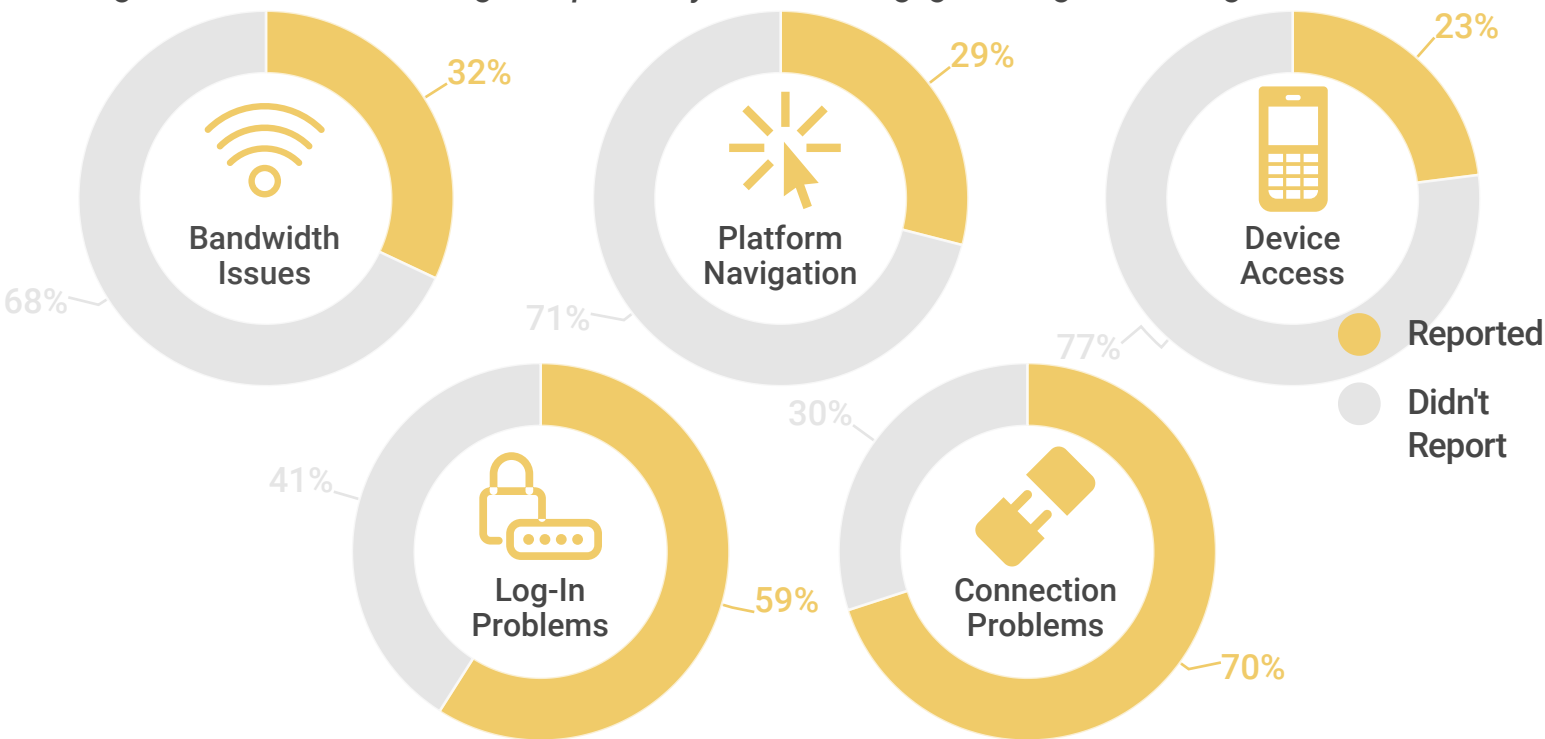 32%
Bandwidth
Issues
68%
29%
Platform
Navigation
71%
23%
Device
Access
77%
Reported
Didn't
Report
41%
Log-In
Problems
59%
30%
Connection
Problems
70%